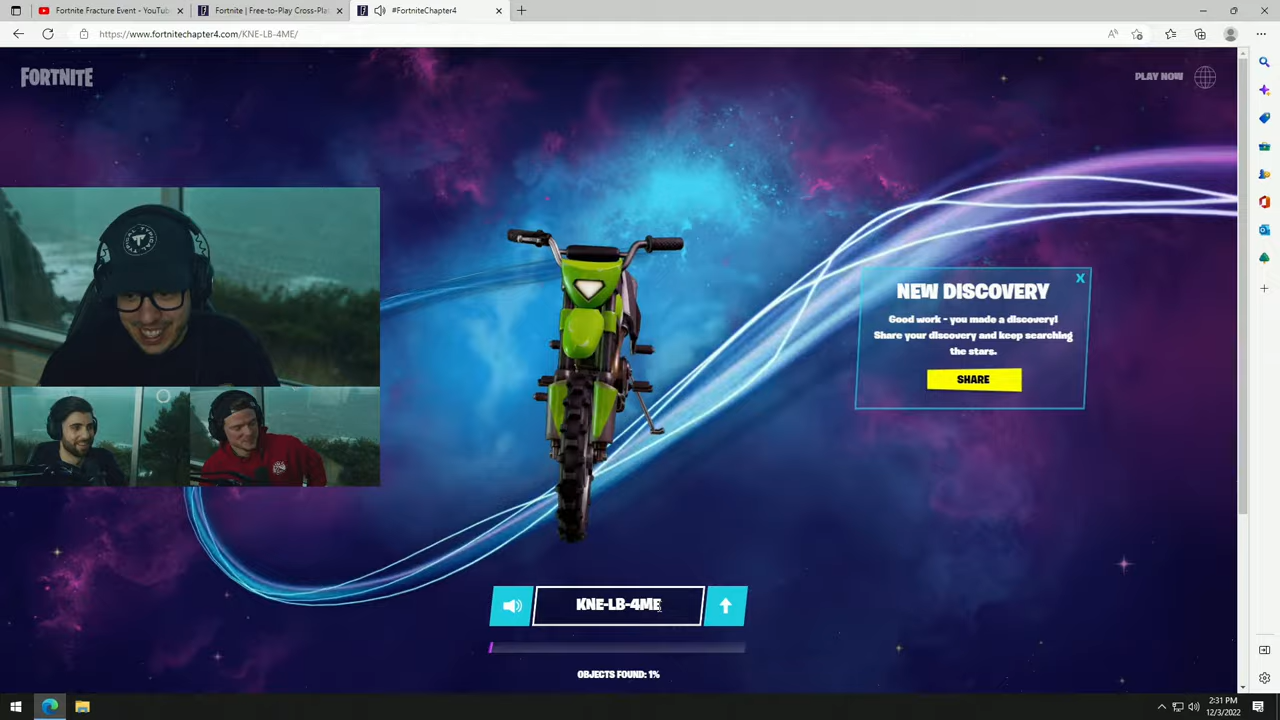 Fortnite Fracture Event - YouTu
Fortnite | Free-to-Play Cross-Pla
#FortniteChapter4
https://www.fortnitechapter4.com/KNE-LB-4ME/
FORTNITE
PLAY NOW
X
NEW DISCOVERY
Good work - you made a discovery!
Share your discovery and keep searching
the stars.
SHARE
KNE-LB-4ME
OBJECTS FOUND: 1%
2:31 PM
12/3/2022